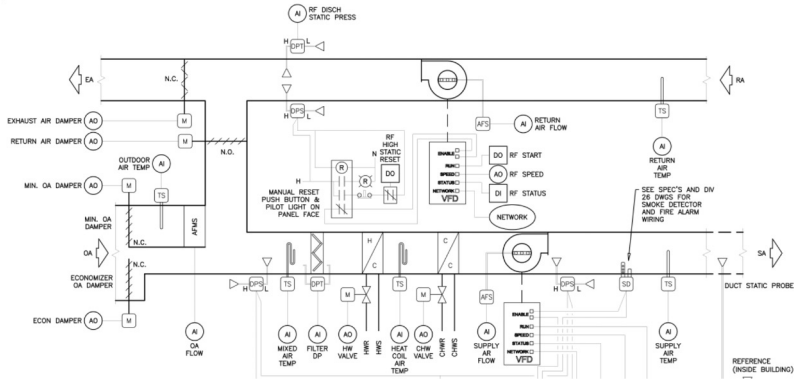 AI
RF DISCH
STATIC PRESS
H
L
DPT
EA
N.C.
RA
H
L
DPS
EXHAUST AIR DAMPER
AO
M
AFS
AI
RETURN
AIR FLOW
TS
RETURN AIR DAMPER
AO
M
N.O.
AI
RETURN
AIR
TEMP
OUTDOOR
AIR TEMP
AI
N
RF
HIGH
STATIC
RESET
DO
R
R
H
MANUAL RESET
PUSH BUTTON &
PILOT LIGHT ON
PANEL FACE
ENABLE
RUN
SPEED
STATUS
NETWORK
VFD
DO
RF START
AO
RF SPEED
DI
RF STATUS
NETWORK
MIN. OA DAMPER
AO
M
TS
SEE SPEC'S AND DIV
26 DWGS FOR
SMOKE DETECTOR
AND FIRE ALARM
WIRING
MIN. OA
DAMPER
AFMS
N.C.
OA
ECONOMIZER
OA DAMPER
N.C.
H
C
C
C
SA
H
L
DPS
TS
DPT
M
TS
M
AFS
DPS
H
L
SD
TS
DUCT STATIC PROBE
ECON DAMPER
AO
M
AI
OA
FLOW
AI
MIXED
AIR
TEMP
AI
FILTER
DP
AO
HW
VALVE
HWR
HWS
AI
HEAT
COIL
AIR
TEMP
AO
CHW
VALVE
CHWR
CHWS
AI
SUPPLY
AR FLOW
ENABLE
RUN
SPEED
STATUS
NETWORK
VFD
AI
SUPPLY
AIR
TEMP
REFERENCE
(INSIDE BUILDING)